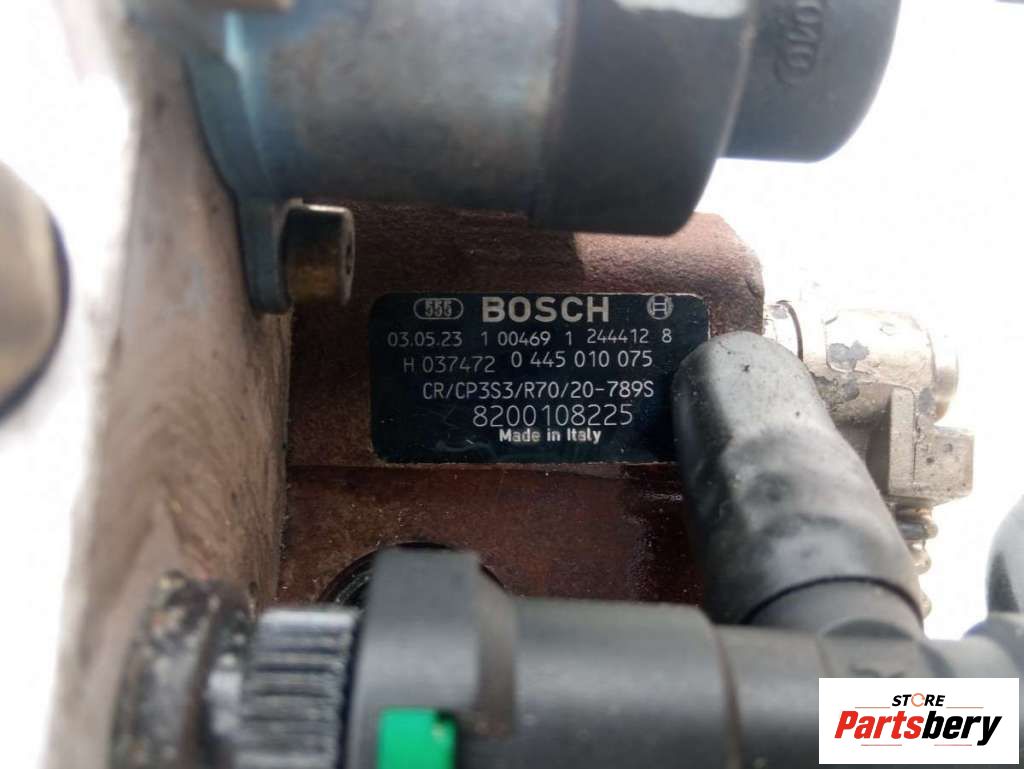 555 BOSCH
03.05.23 1 00469 1 244412 8
H 037472 0 445 010 075
CR/CP3S3/R70/20-789S
8200108225
Made in Italy
STORE
Partsbery